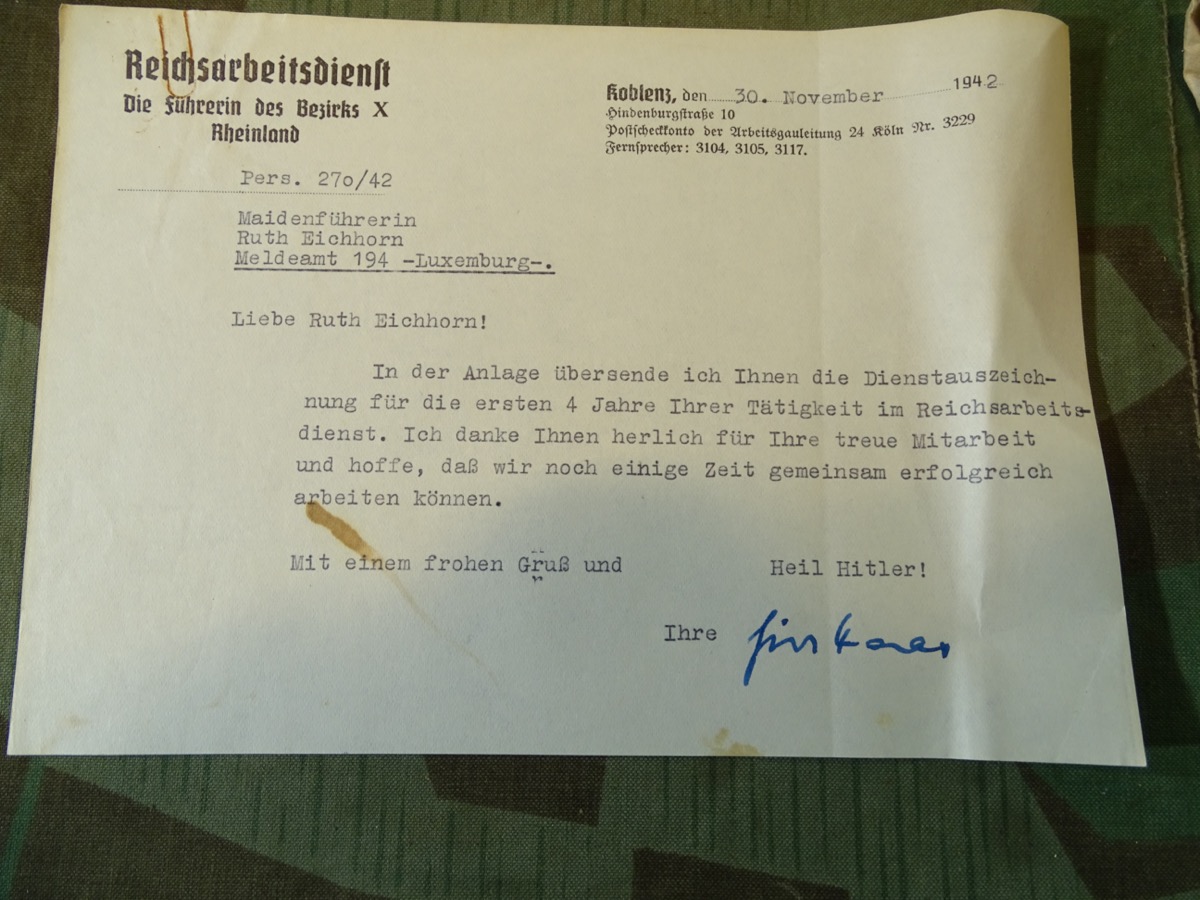 Reichsarbeitsdienst
Die Führerin des Bezirks X
Rheinland
Koblenz, den 30. November 1942
Hindenburgstraße 10
Postscheckkonto der Arbeitsgauleitung 24 Köln Nr. 3229
Fernsprecher: 3104, 3105, 3117.
Pers. 27o/42
Maidenführerin
Ruth Eichhorn
Meldeamt 194 -Luxemburg-.
Liebe Ruth Eichhorn!
In der Anlage übersende ich Ihnen die Dienstauszeich-
nung für die ersten 4 Jahre Ihrer Tätigkeit im Reichsarbeits-
dienst. Ich danke Ihnen herlich für Ihre treue Mitarbeit
und hoffe, daß wir noch einige Zeit gemeinsam erfolgreich
arbeiten können.
Mit einem frohen Gruß und Heil Hitler!
Ihre